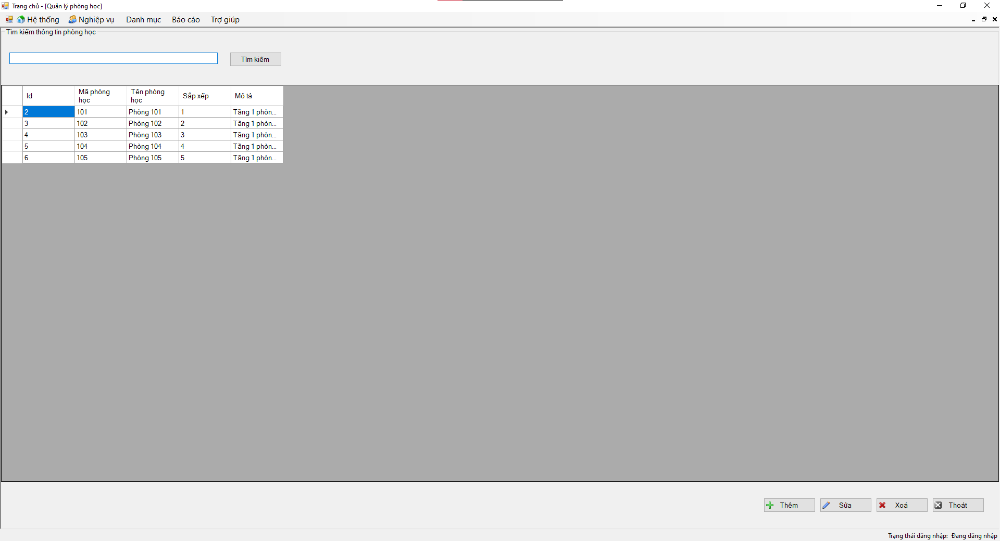 Trang chủ - [Quản lý phòng học]
Hệ thống Nghiệp vụ Danh mục Báo cáo Trợ giúp
Tìm kiếm thông tin phòng học
Tìm kiếm
Id Mã phòng học Tên phòng học Sắp xếp Mô tả
2 101 Phòng 101 1 Tầng 1 phòn...
3 102 Phòng 102 2 Tầng 1 phòn...
4 103 Phòng 103 3 Tầng 1 phòn...
5 104 Phòng 104 4 Tầng 1 phòn...
6 105 Phòng 105 5 Tầng 1 phòn...
Thêm Sửa Xoá Thoát
Trạng thái đăng nhập: Đang đăng nhập